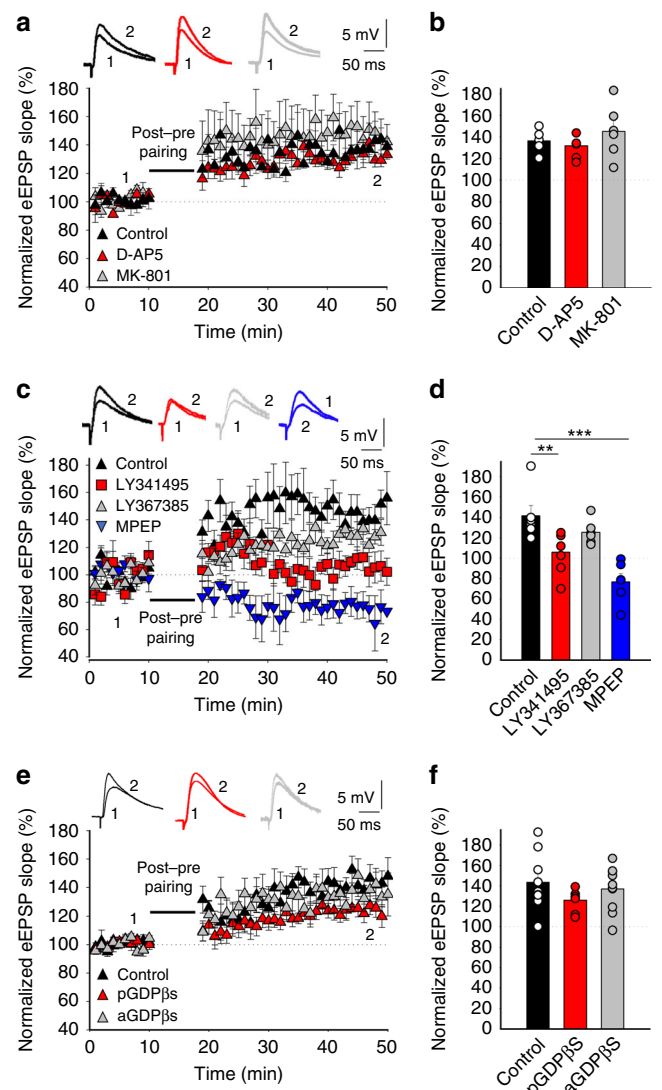 a
2
2
2
1
1
1
5 mV
50 ms
Normalized eEPSP slope (%)
180
160
140
120
100
80
60
40
Post–pre
pairing
1
2
Control
D-AP5
MK-801
0 10 20 30 40 50
Time (min)
b
Normalized eEPSP slope (%)
180
160
140
120
100
80
60
40
20
0
Control
D-AP5
MK-801
c
2
2
2
1
1
1
1
2
5 mV
50 ms
Normalized eEPSP slope (%)
180
160
140
120
100
80
60
40
Control
LY341495
LY367385
MPEP
1
Post–pre
pairing
2
0 10 20 30 40 50
Time (min)
d
***
**
Normalized eEPSP slope (%)
180
160
140
120
100
80
60
40
20
0
Control
LY341495
LY367385
MPEP
e
2
2
2
1
1
1
5 mV
50 ms
Normalized eEPSP slope (%)
180
160
140
120
100
80
60
40
Post–pre
pairing
1
2
Control
pGDPβs
aGDPβs
0 10 20 30 40 50
Time (min)
f
Normalized eEPSP slope (%)
180
160
140
120
100
80
60
40
20
0
Control
pGDPβS
aGDPβS